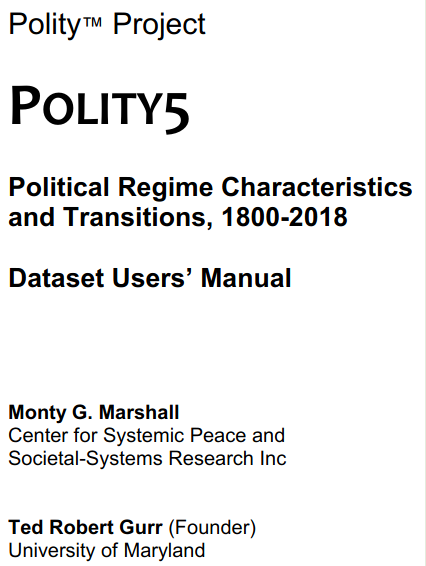 Polity™ Project
POLITY5
Political Regime Characteristics
and Transitions, 1800-2018
Dataset Users’ Manual
Monty G. Marshall
Center for Systemic Peace and
Societal-Systems Research Inc
Ted Robert Gurr (Founder)
University of Maryland